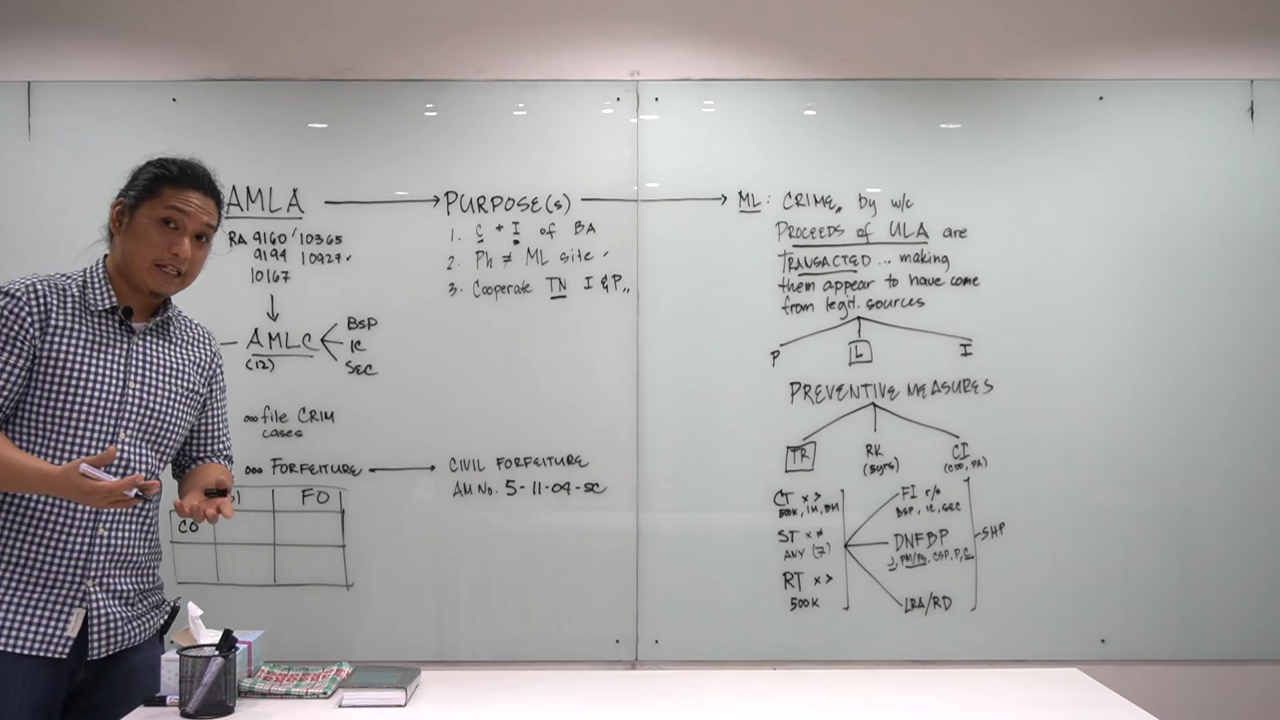 AMLA
RA 9160 / 10365
9194 10927
10167
AMLC
(12)
BSP
IC
SEC
file CRIM
cases
FORFEITURE
FO
CO
PURPOSE(s)
1. C + I of BA
2. Ph ≠ ML site
3. Cooperate TN I & P
CIVIL FORFEITURE
AM No. 5-11-04-SC
ML: CRIME, by w/c
PROCEEDS of ULA are
TRANSACTED... making
them appear to have come
from legit. sources
P L I
PREVENTIVE MEASURES
TR RK CI
(5yrs)
CT x >
500K, 1M, 5M
ST x ≠
ANY (7)
RT x >
500K
FI r/o
BSP, IC, SEC
DNFBP
J, PM/PS, CSP, P, C
LRA/RD
SHP